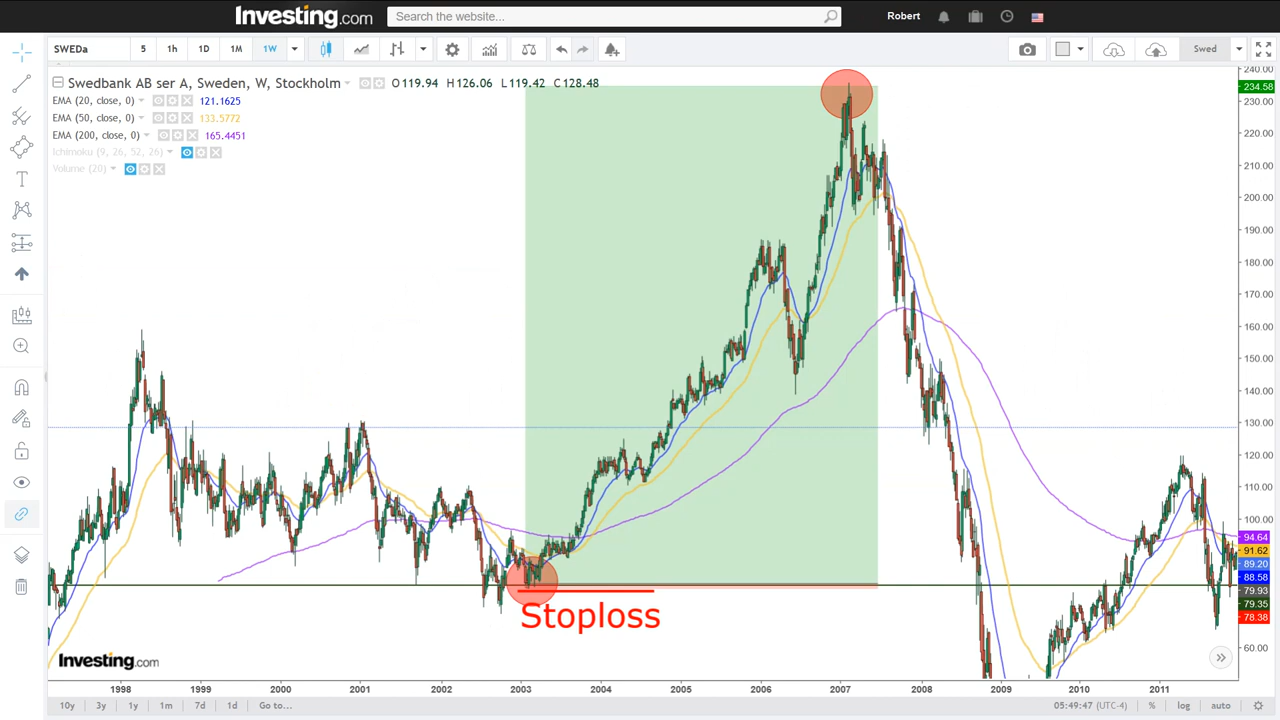 Investing.com
Search the website...
Robert
SWEDa 5 1h 1D 1M 1W Swed
Swedbank AB ser A, Sweden, W, Stockholm O119.94 H126.06 L119.42 C128.48
EMA (20, close, 0) 121.1625
EMA (50, close, 0) 133.5772
EMA (200, close, 0) 165.4451
Ichimoku (9, 26, 52, 26)
Volume (20)
240.00
234.58
230.00
220.00
210.00
200.00
190.00
180.00
170.00
160.00
150.00
140.00
130.00
120.00
110.00
100.00
94.64
91.62
89.20
88.58
79.93
79.35
78.38
60.00
Stoploss
Investing.com
1998 1999 2000 2001 2002 2003 2004 2005 2006 2007 2008 2009 2010 2011
10y 3y 1y 1m 7d 1d Go to... 05:49:47 (UTC-4) % log auto